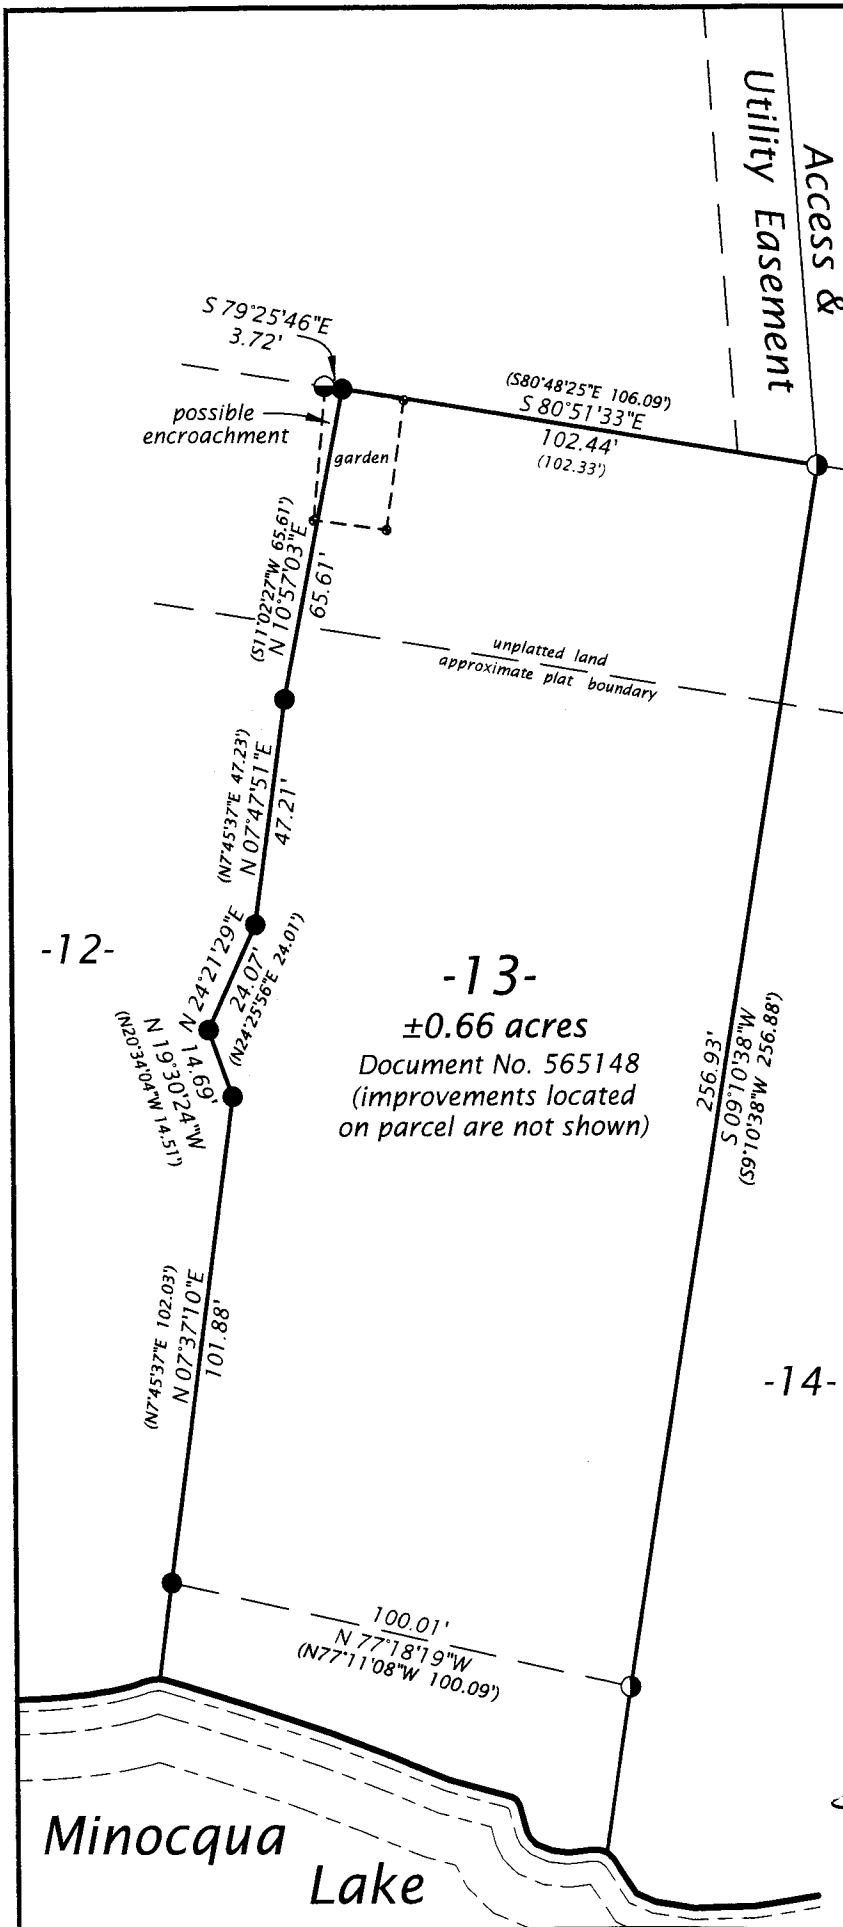 Access &
Utility Easement
S 79°25'46"E
3.72'
possible
encroachment
garden
(S80°48'25"E 106.09')
S 80°51'33"E
102.44'
(102.33')
(S11°02'27"W 65.61')
N 10°57'03"E
65.61'
unplatted land
approximate plat boundary
(N7°45'37"E 47.23')
N 07°47'51"E
47.21'
-12-
N 24°21'29"E
24.07'
(N24°25'56"E 24.01')
14.69'
N 19°30'24"W
(N20°34'04"W 14.51')
-13-
±0.66 acres
Document No. 565148
(improvements located
on parcel are not shown)
256.93'
S 09°10'38"W
(S9°10'38"W 256.88')
(N7°45'37"E 102.03')
N 07°37'10"E
101.88'
-14-
100.01'
N 77°18'19"W
(N77°11'08"W 100.09')
Minocqua
Lake